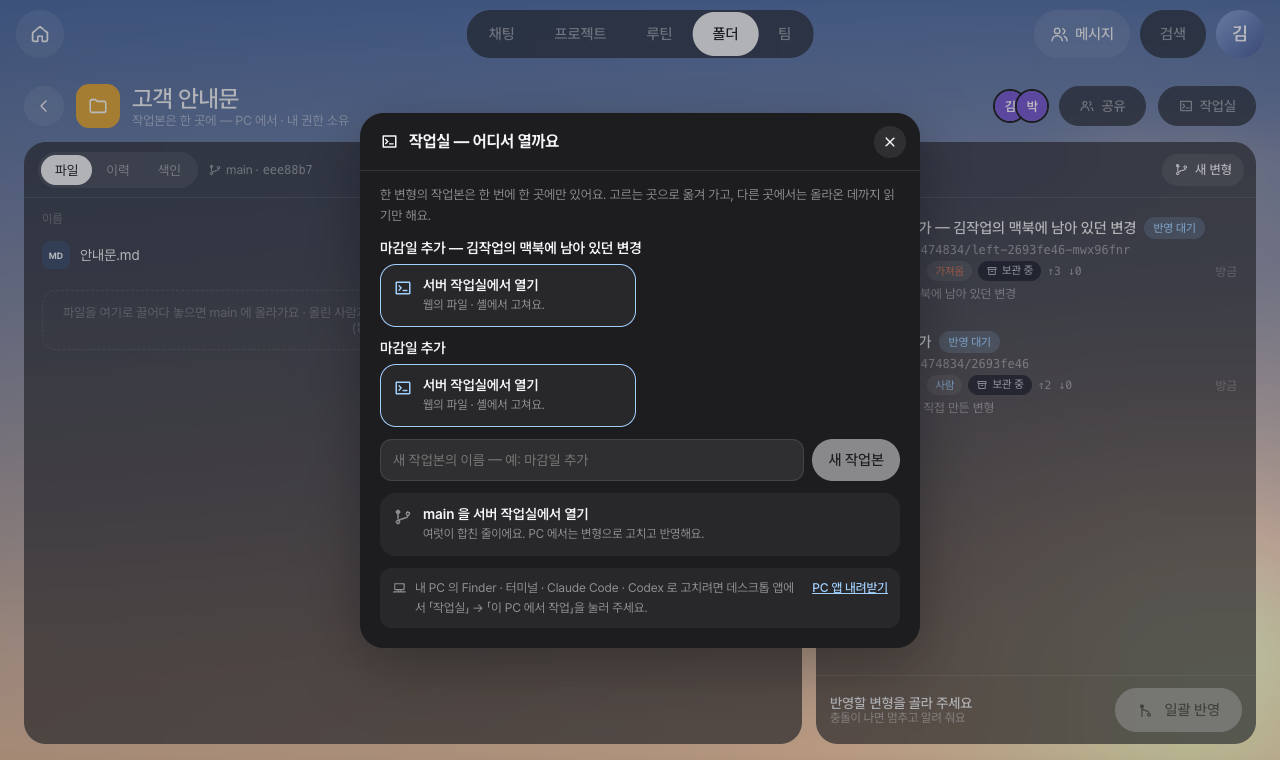 채팅
프로젝트
루틴
폴더
팀
메시지
검색
김
고객 안내문
작업본은 한 곳에 — PC 에서 · 내 권한 소유
김
박
공유
작업실
파일
이력
색인
main · eee88b7
새 변형
이름
MD
안내문.md
파일을 여기로 끌어다 놓으면 main 에 올라가요 · 올린 사람
작업실 — 어디서 열까요
한 변형의 작업본은 한 번에 한 곳에만 있어요. 고르는 곳으로 옮겨 가고, 다른 곳에서는 올라온 데까지 읽
기만 해요.
마감일 추가 — 김작업의 맥북에 남아 있던 변경
서버 작업실에서 열기
웹의 파일 · 셸에서 고쳐요.
마감일 추가
서버 작업실에서 열기
웹의 파일 · 셸에서 고쳐요.
새 작업본의 이름 — 예: 마감일 추가
새 작업본
main 을 서버 작업실에서 열기
여럿이 합친 줄이에요. PC 에서는 변형으로 고치고 반영해요.
내 PC 의 Finder · 터미널 · Claude Code · Codex 로 고치려면 데스크톱 앱에
서 「작업실」 → 「이 PC 에서 작업」을 눌러 주세요.
PC 앱 내려받기
가 — 김작업의 맥북에 남아 있던 변경
반영 대기
474834/left-2693fe46-mwx96fnr
가져옴
보관 중
↑3 ↓0
방금
북에 남아 있던 변경
가
반영 대기
474834/2693fe46
사람
보관 중
↑2 ↓0
방금
직접 만든 변형
반영할 변형을 골라 주세요
충돌이 나면 멈추고 알려 줘요
일괄 반영